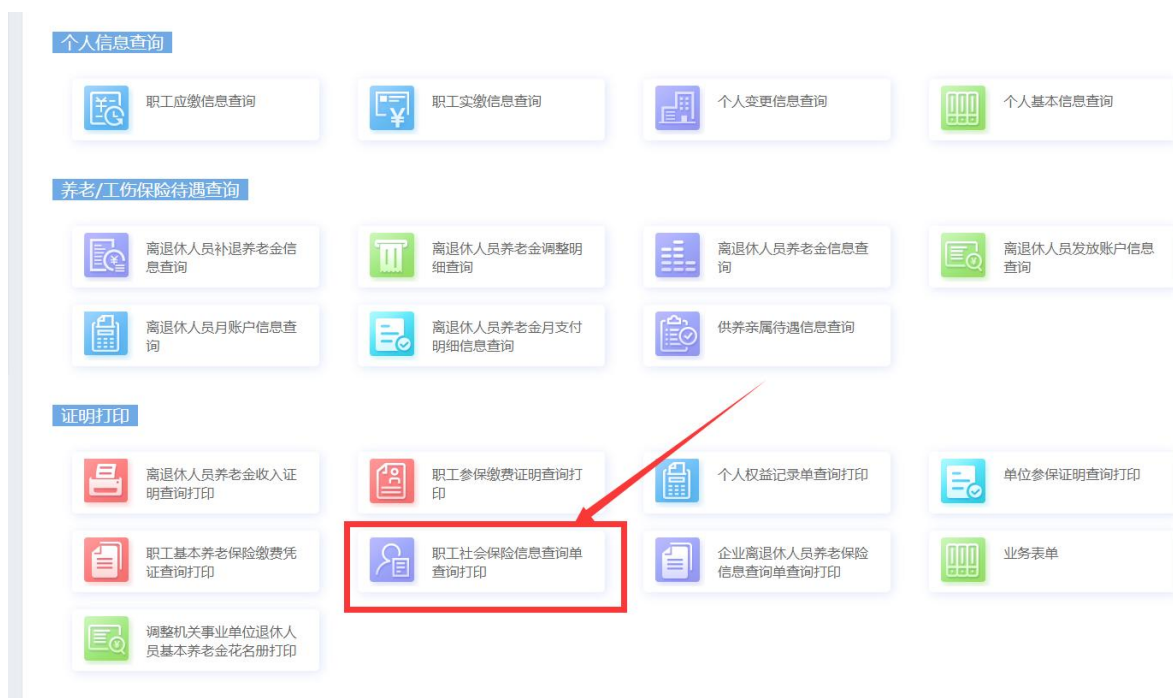 个人信息查询
职工应缴信息查询
职工实缴信息查询
个人变更信息查询
个人基本信息查询
养老/工伤保险待遇查询
离退休人员补退养老金信
息查询
离退休人员养老金调整明
细查询
离退休人员养老金信息查
询
离退休人员发放账户信息
查询
离退休人员月账户信息查
询
离退休人员养老金月支付
明细信息查询
供养亲属待遇信息查询
证明打印
离退休人员养老金收入证
明查询打印
职工参保缴费证明查询打
印
个人权益记录单查询打印
单位参保证明查询打印
职工基本养老保险缴费凭
证查询打印
职工社会保险信息查询单
查询打印
企业离退休人员养老保险
信息查询单查询打印
业务表单
调整机关事业单位退休人
员基本养老金花名册打印